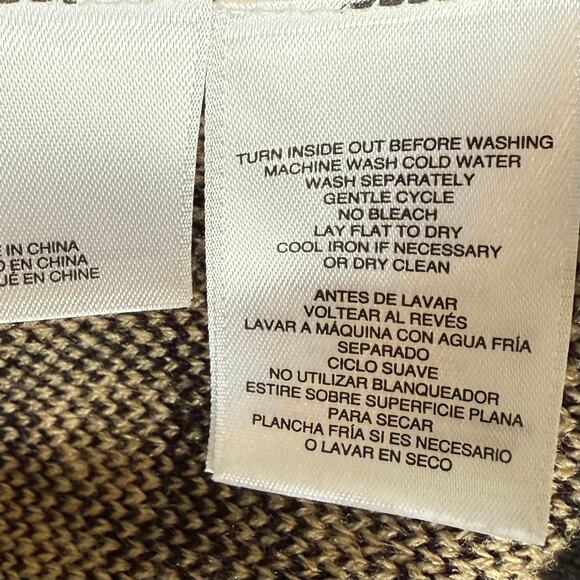 IN CHINA
EN CHINA
EN CHINE
TURN INSIDE OUT BEFORE WASHING
MACHINE WASH COLD WATER
WASH SEPARATELY
GENTLE CYCLE
NO BLEACH
LAY FLAT TO DRY
COOL IRON IF NECESSARY
OR DRY CLEAN
ANTES DE LAVAR
VOLTEAR AL REVÉS
LAVAR A MÁQUINA CON AGUA FRÍA
SEPARADO
CICLO SUAVE
NO UTILIZAR BLANQUEADOR
ESTIRE SOBRE SUPERFICIE PLANA
PARA SECAR
PLANCHA FRÍA SI ES NECESARIO
O LAVAR EN SECO